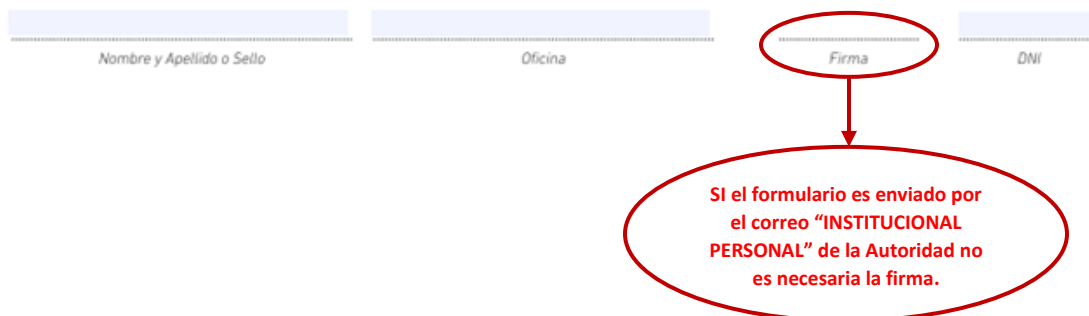 Nombre y Apellido o Sello Oficina Firma DNI
SI el formulario es enviado por
el correo “INSTITUCIONAL
PERSONAL” de la Autoridad no
es necesaria la firma.